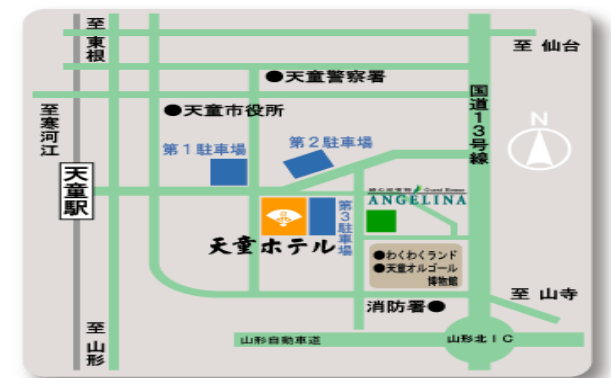 至
東根
至 仙台
●天童警察署
国道13号線
●天童市役所
至寒河江
第1駐車場
第2駐車場
N
天童駅
Guest House
ANGELINA
第3駐車場
天童ホテル
●わくわくランド
●天童オルゴール
博物館
至 山寺
消防署●
至
山形
山形自動車道
山形北IC